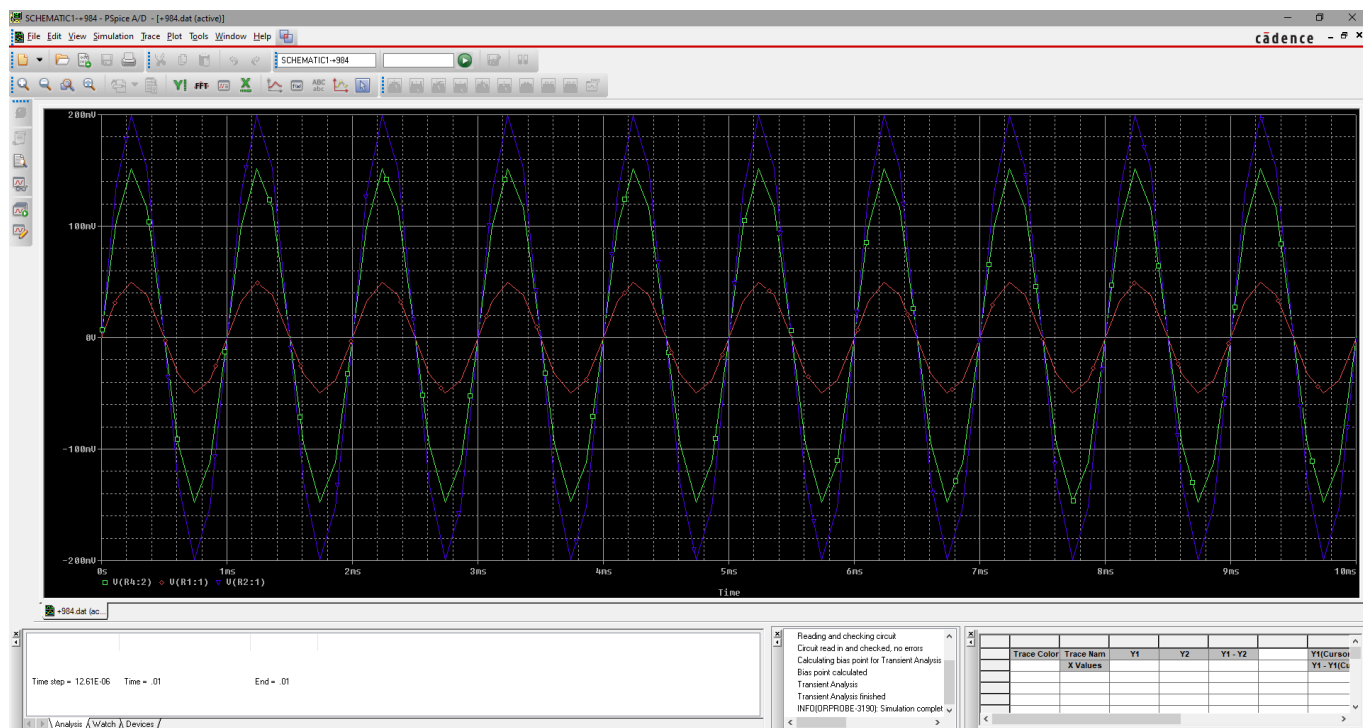 SCHEMATIC1-+984 - PSpice A/D - [+984.dat (active)]
File Edit View Simulation Trace Plot Tools Window Help
cādence
SCHEMATIC1-+984
FFT
ABC
abc
200mV
100mV
0V
-100mV
-200mV
0s 1ms 2ms 3ms 4ms 5ms 6ms 7ms 8ms 9ms 10ms
V(R4:2) V(R1:1) V(R2:1)
Time
+984.dat (ac...
Time step = 12.61E-06 Time = .01 End = .01
Analysis Watch Devices
Reading and checking circuit
Circuit read in and checked, no errors
Calculating bias point for Transient Analysis
Bias point calculated
Transient Analysis
Transient Analysis finished
INFO(ORPROBE-3190): Simulation complet
Trace Color Trace Nam Y1 Y2 Y1 - Y2 Y1(Curso
X Values Y1 - Y1(Cu